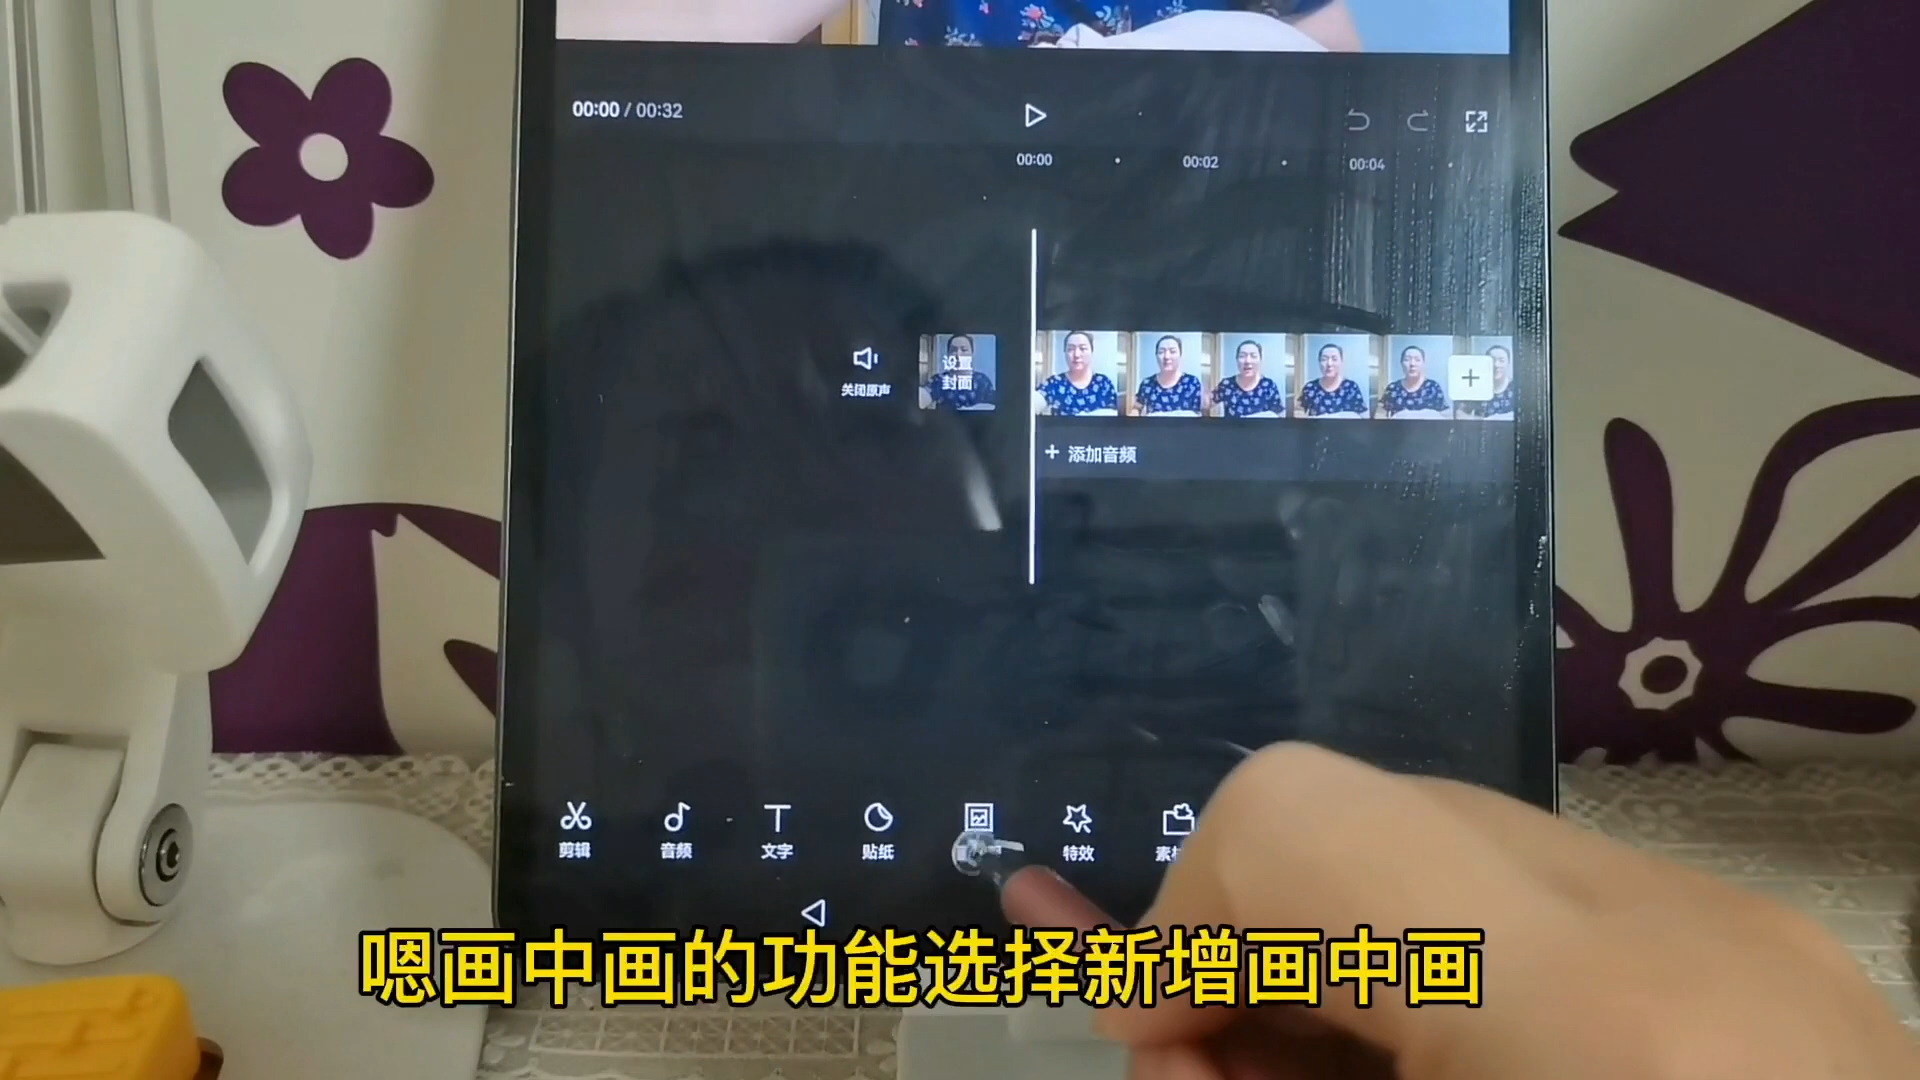 00:00 / 00:32
00:00
00:02
00:04
关闭原声
设置
封面
+ 添加音频
剪辑
音频
文字
贴纸
特效
嗯画中画的功能选择新增画中画